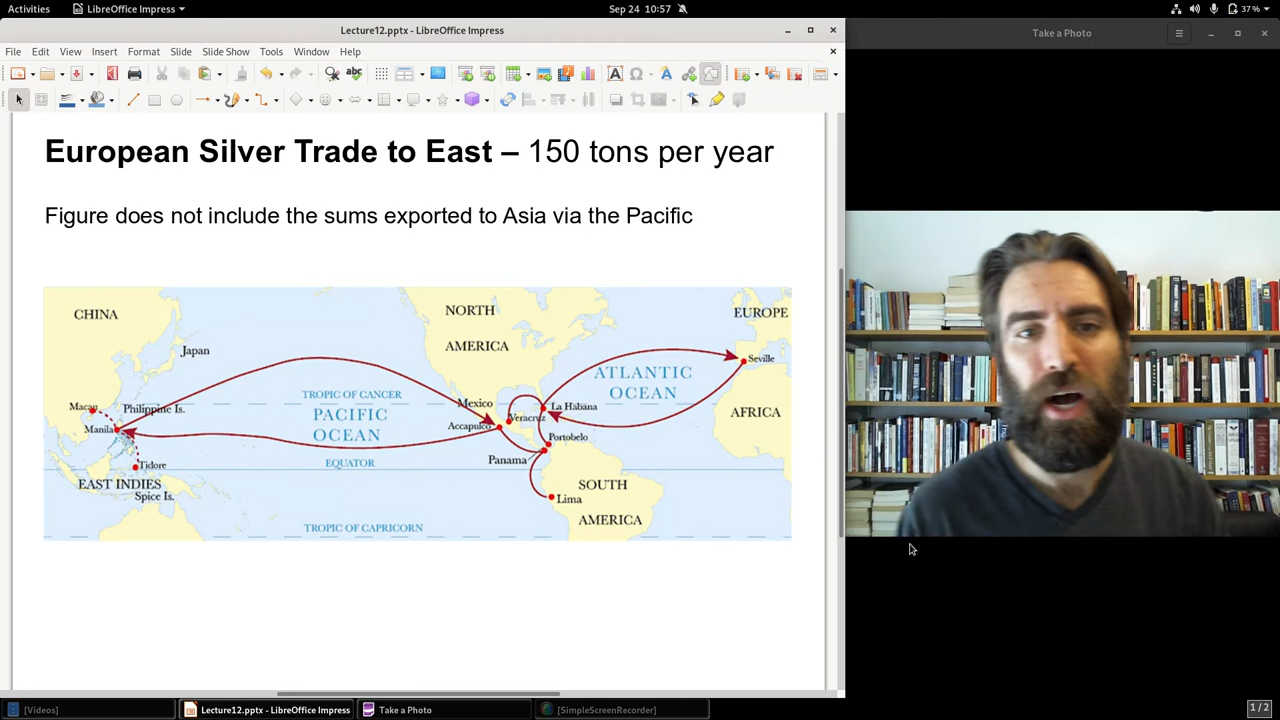 Activities
LibreOffice Impress
Sep 24 10:57
37%
Lecture12.pptx - LibreOffice Impress
Take a Photo
File Edit View Insert Format Slide Slide Show Tools Window Help
European Silver Trade to East – 150 tons per year
Figure does not include the sums exported to Asia via the Pacific
CHINA
NORTH
AMERICA
EUROPE
Japan
Seville
ATLANTIC
OCEAN
TROPIC OF CANCER
Macau
Philippine Is.
PACIFIC
OCEAN
Mexico
La Habana
Veracruz
AFRICA
Manila
Accapulco
Portobelo
Panama
EQUATOR
Tidore
EAST INDIES
Spice Is.
SOUTH
AMERICA
Lima
TROPIC OF CAPRICORN
[Videos]
Lecture12.pptx - LibreOffice Impress
Take a Photo
[SimpleScreenRecorder]
1 / 2